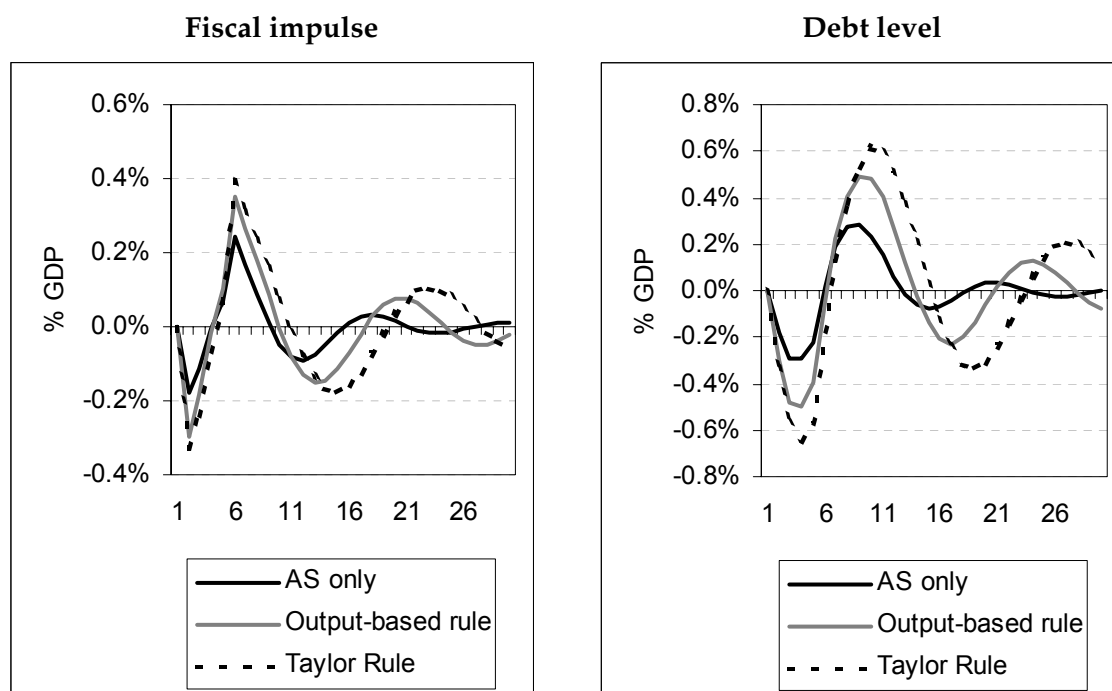 Fiscal impulse
% GDP
0.6%
0.4%
0.2%
0.0%
-0.2%
-0.4%
1 6 11 16 21 26
AS only
Output-based rule
Taylor Rule
Debt level
% GDP
0.8%
0.6%
0.4%
0.2%
0.0%
-0.2%
-0.4%
-0.6%
-0.8%
1 6 11 16 21 26
AS only
Output-based rule
Taylor Rule